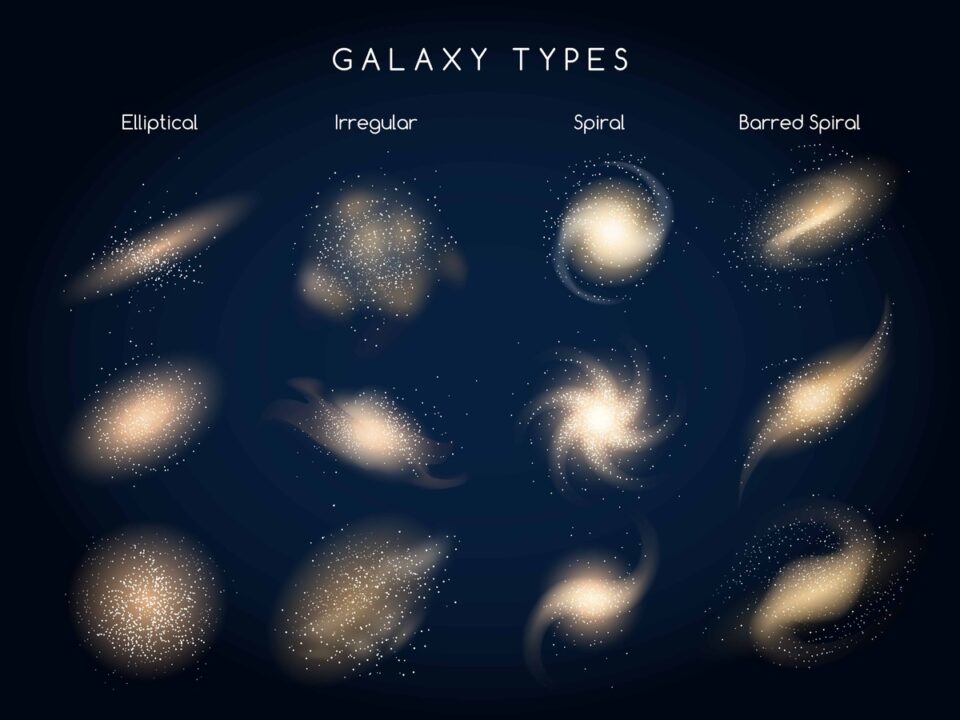 GALAXY TYPES
Elliptical
Irregular
Spiral
Barred Spiral